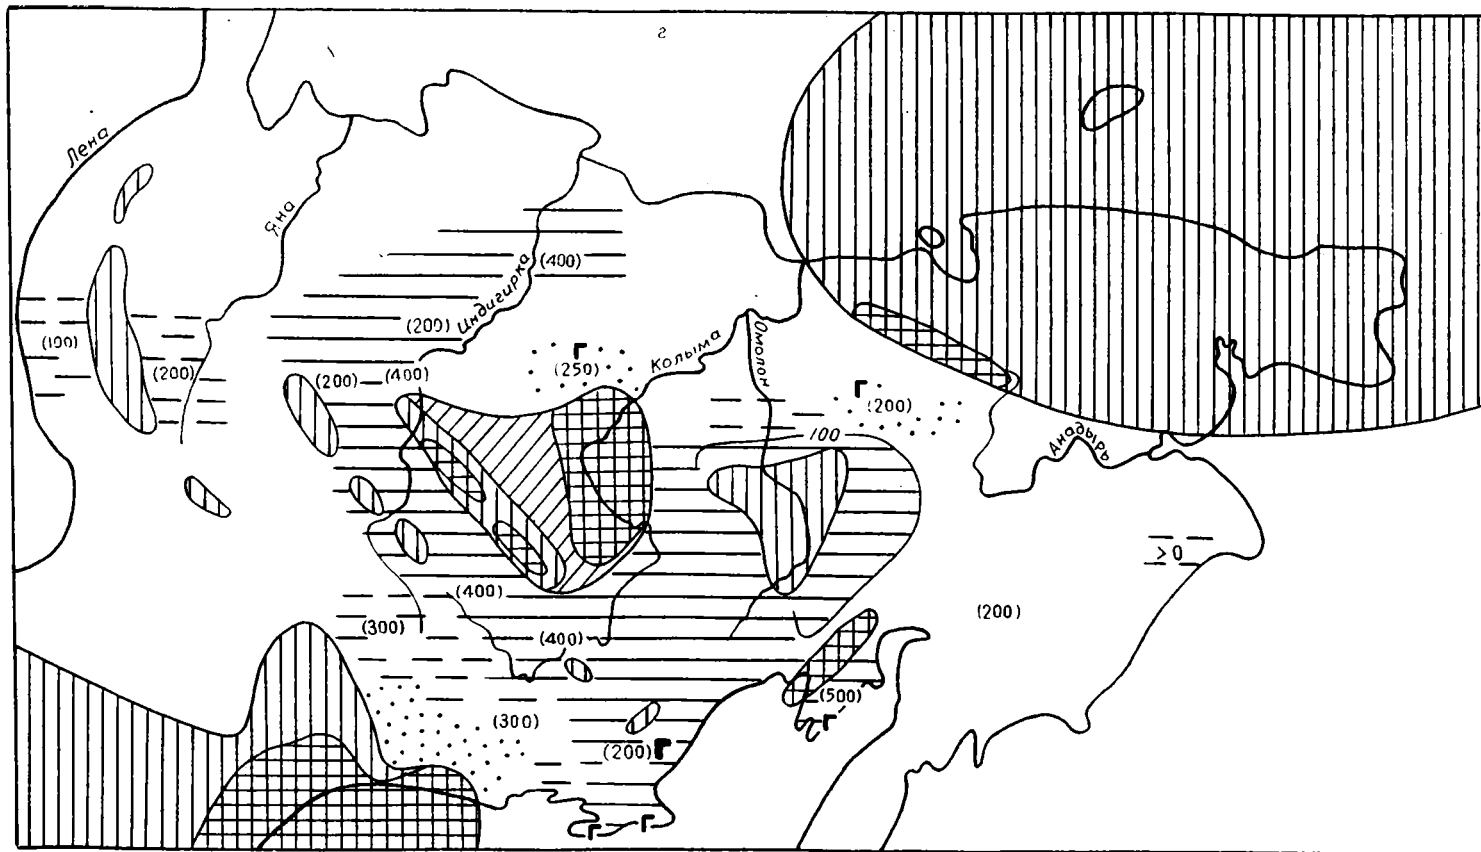 г
Лена
Яна
Индигирка
(400)
(100)
(200)
(200)
(200)
(400)
Г
(250)
Колыма
Омолон
Г
(200)
100
Анадырь
>0
(200)
(400)
(300)
(400)
(300)
(500)
Г
(200) Г
Г
Г